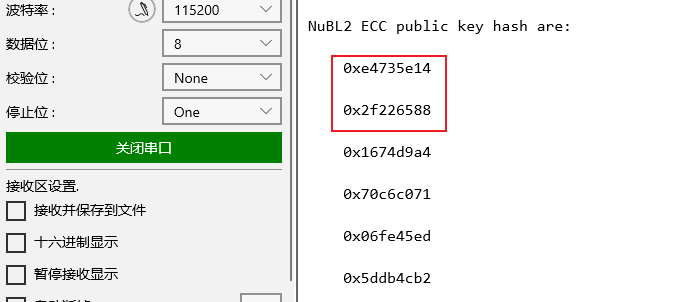 波特率： 115200
数据位： 8
校验位： None
停止位： One
关闭串口
接收区设置.
接收并保存到文件
十六进制显示
暂停接收显示
NuBL2 ECC public key hash are:
0xe4735e14
0x2f226588
0x1674d9a4
0x70c6c071
0x06fe45ed
0x5ddb4cb2